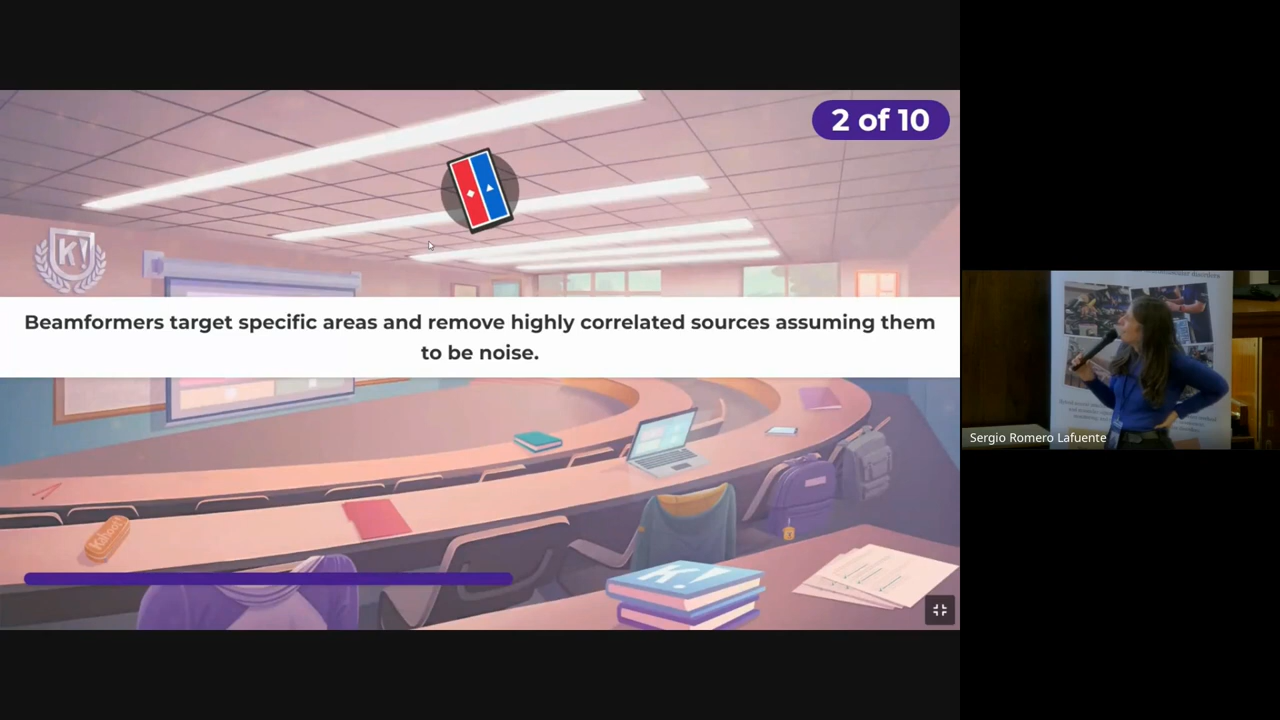 2 of 10
K!
Beamformers target specific areas and remove highly correlated sources assuming them
to be noise.
Kahoot!
K!
Sergio Romero Lafuente